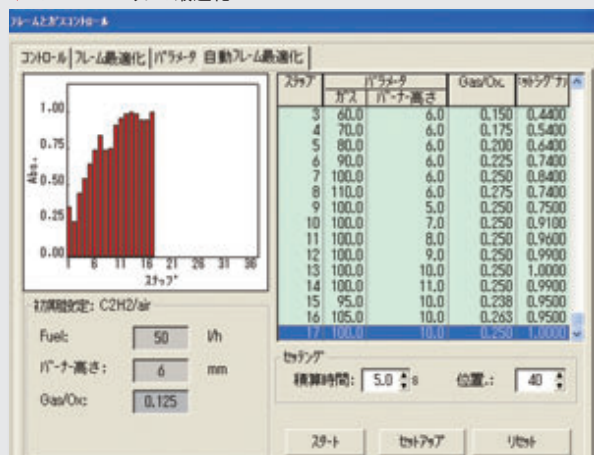 フレームとガスコントロール
コントロール フレーム最適化 パラメータ 自動フレーム最適化
ステップ パラメータ Gas/Ox.
ガス バーナー高さ
3 60.0 6.0 0.150 0.4400
4 70.0 6.0 0.175 0.5400
5 80.0 6.0 0.200 0.6400
6 90.0 6.0 0.225 0.7400
7 100.0 6.0 0.250 0.8400
8 110.0 6.0 0.275 0.7400
9 100.0 5.0 0.250 0.7500
10 100.0 7.0 0.250 0.9100
11 100.0 8.0 0.250 0.9600
12 100.0 9.0 0.250 0.9900
13 100.0 10.0 0.250 1.0000
14 100.0 11.0 0.250 0.9900
15 95.0 10.0 0.238 0.9500
16 105.0 10.0 0.263 0.9500
17 100.0 10.0 0.250 1.0000
1.00
0.75
0.50
0.25
0.00
Abs.
1 6 11 16 21 26 31 36
ステップ
初期設定: C2H2/air
Fuel: 50 l/h
バーナー高さ: 6 mm
Gas/Ox: 0.125
セッテング
積算時間: 5.0 s 位置.: 40
スタート セットアップ リセット